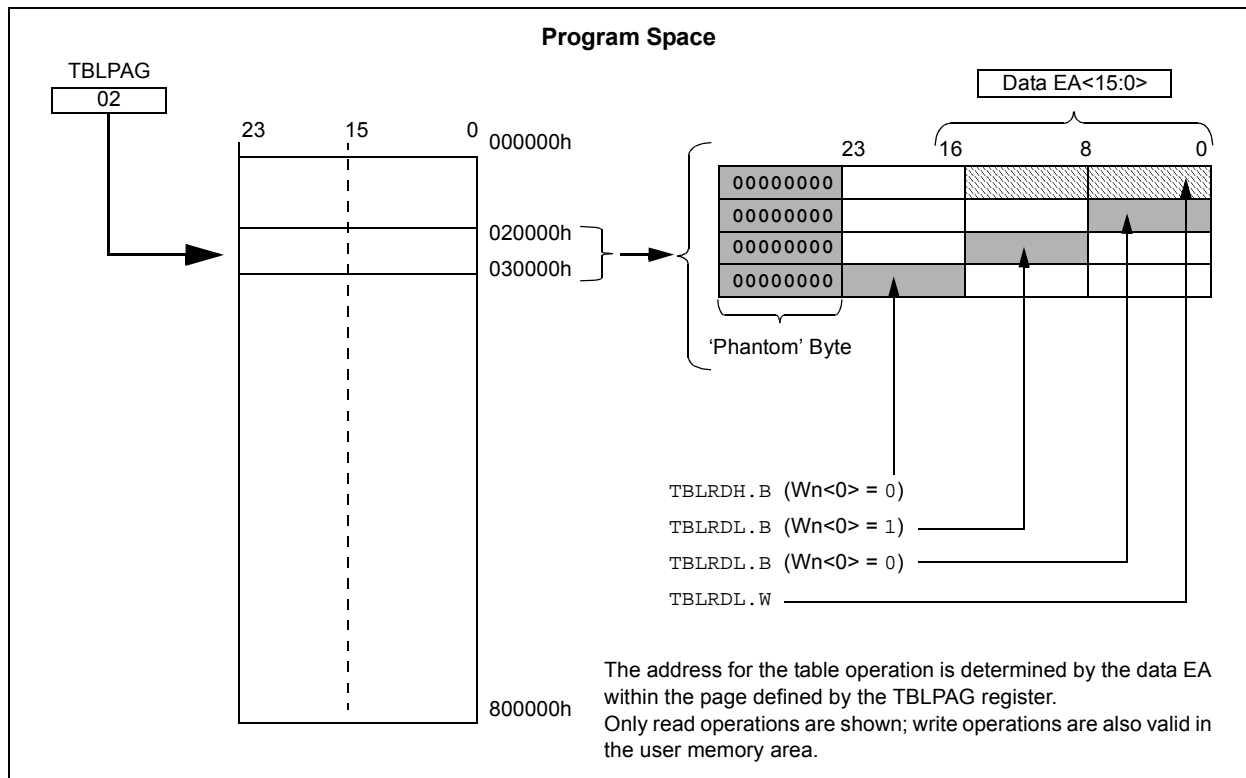 Program Space
TBLPAG
02
Data EA<15:0>
23 15 0
000000h
020000h
030000h
800000h
23 16 8 0
00000000
00000000
00000000
00000000
‘Phantom’ Byte
TBLRDH.B (Wn<0> = 0)
TBLRDL.B (Wn<0> = 1)
TBLRDL.B (Wn<0> = 0)
TBLRDL.W
The address for the table operation is determined by the data EA
within the page defined by the TBLPAG register.
Only read operations are shown; write operations are also valid in
the user memory area.